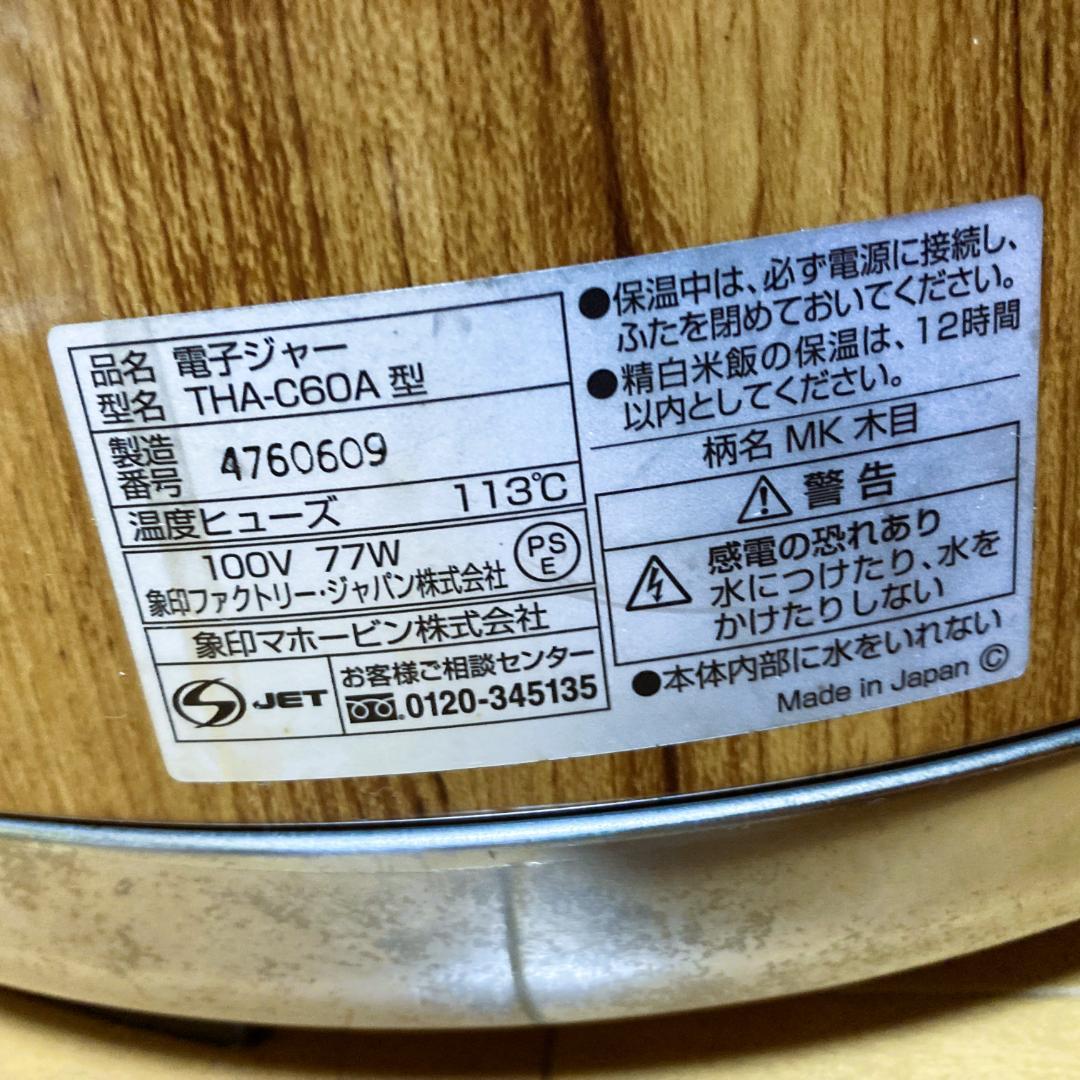 品名 電子ジャー
型名 THA-C60A 型
製造
番号 4760609
温度ヒューズ 113℃
100V 77W
PS
E
象印ファクトリー・ジャパン株式会社
象印マホービン株式会社
JET
お客様ご相談センター
0120-345135
●保温中は、必ず電源に接続し、
ふたを閉めておいてください。
●精白米飯の保温は、12時間
以内としてください。
柄名 MK 木目
警告
感電の恐れあり
水につけたり、水を
かけたりしない
●本体内部に水をいれない
Made in Japan Ⓒ